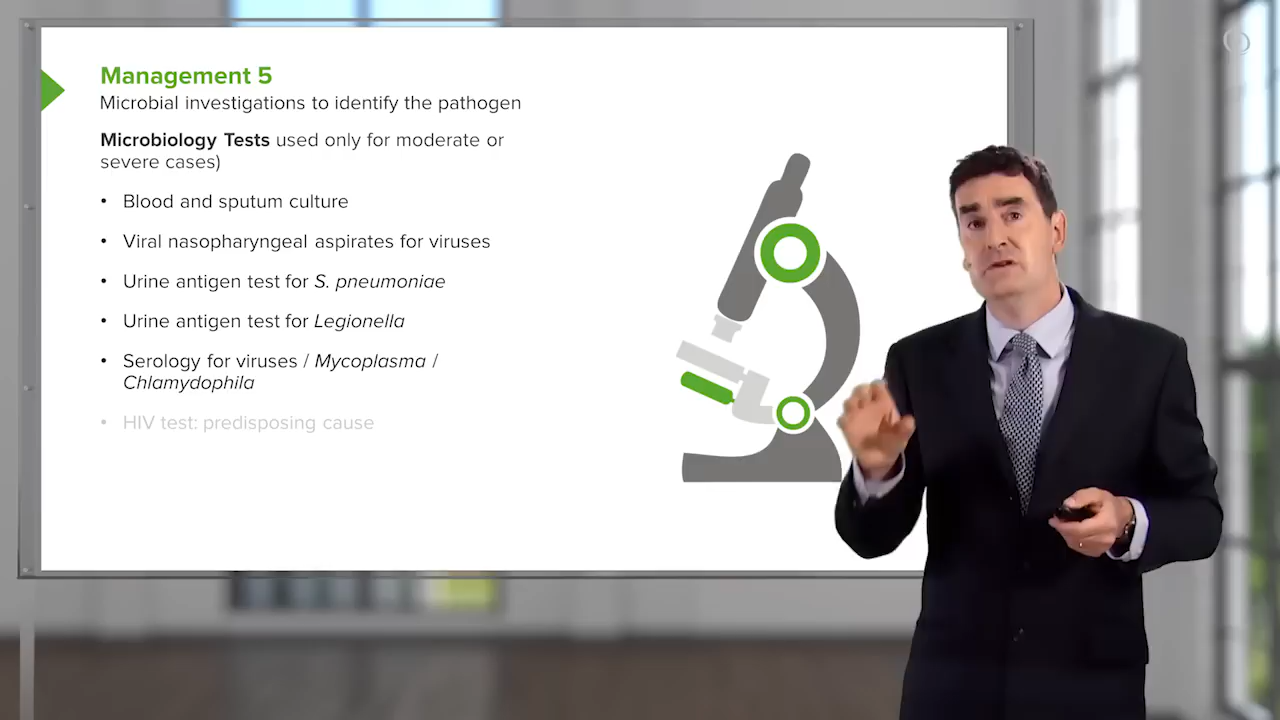 Management 5
Microbial investigations to identify the pathogen
Microbiology Tests used only for moderate or
severe cases)
• Blood and sputum culture
• Viral nasopharyngeal aspirates for viruses
• Urine antigen test for S. pneumoniae
• Urine antigen test for Legionella
• Serology for viruses / Mycoplasma /
Chlamydophila
• HIV test: predisposing cause